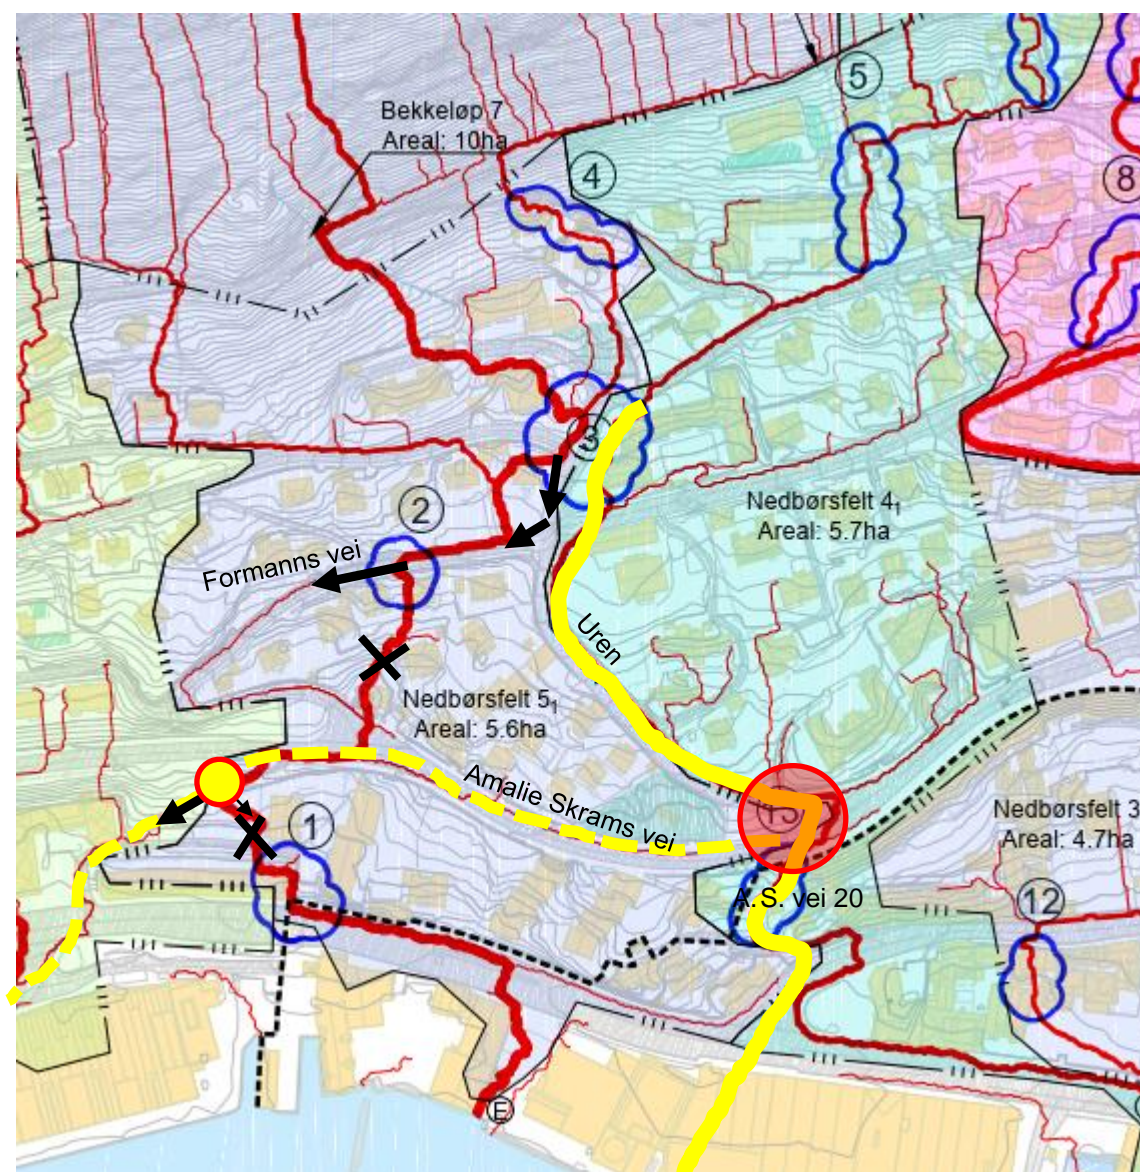 5
Bekkeløp 7
Areal: 10ha
4
8
3
Nedbørsfelt 4₁
Areal: 5.7ha
2
Formanns vei
Uren
Nedbørsfelt 5₁
Areal: 5.6ha
Amalie Skrams vei
13
Nedbørsfelt 3
Areal: 4.7ha
1
A.S. vei 20
12
E